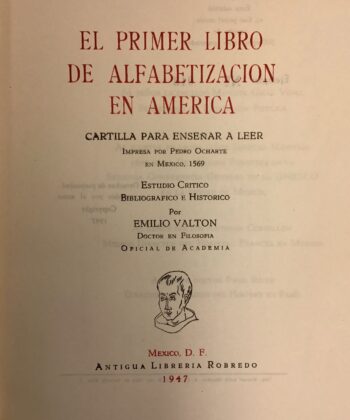 EL PRIMER LIBRO
DE ALFABETIZACION
EN AMERICA
CARTILLA PARA ENSEÑAR A LEER
IMPRESA POR PEDRO OCHARTE
EN MEXICO, 1569
ESTUDIO CRITICO
BIBLIOGRAFICO E HISTORICO
Por
EMILIO VALTON
DOCTOR EN FILOSOFIA
OFICIAL DE ACADEMIA
MEXICO, D. F.
ANTIGUA LIBRERIA ROBREDO
1947